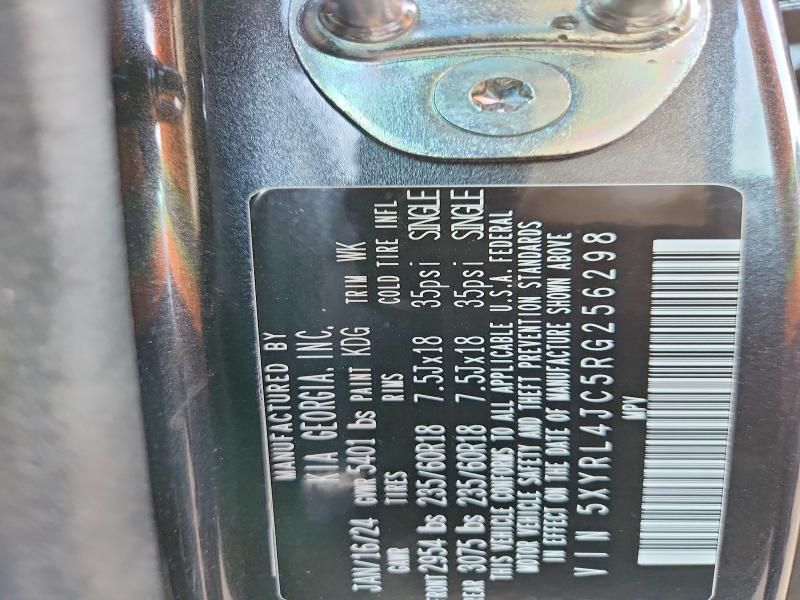 MANUFACTURED BY
KIA GEORGIA, INC.
JAN/16/24 GVWR 5401 lbs PAINT KDG TRIM WK
GAWR TIRES RIMS COLD TIRE INFL
FRONT 2954 lbs 235/60R18 7.5Jx18 35psi SINGLE
REAR 3075 lbs 235/60R18 7.5Jx18 35psi SINGLE
THIS VEHICLE CONFORMS TO ALL APPLICABLE U.S.A. FEDERAL
MOTOR VEHICLE SAFETY AND THEFT PREVENTION STANDARDS
IN EFFECT ON THE DATE OF MANUFACTURE SHOWN ABOVE
VIN 5XYRL4JC5RG256298
MPV